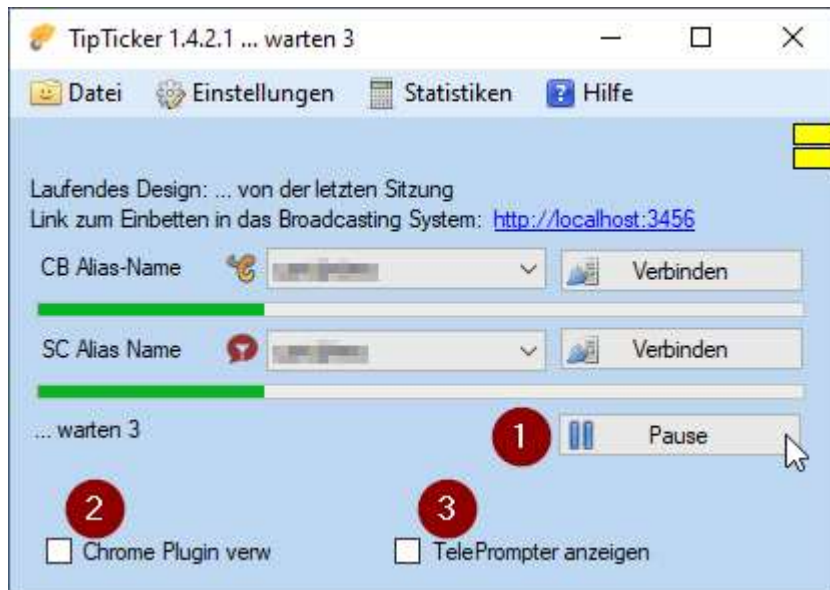 TipTicker 1.4.2.1 ... warten 3
Datei Einstellungen Statistiken Hilfe
Laufendes Design: ... von der letzten Sitzung
Link zum Einbetten in das Broadcasting System: http://localhost:3456
CB Alias-Name Verbinden
SC Alias Name Verbinden
... warten 3 1 Pause
2 3
Chrome Plugin verw TelePrompter anzeigen